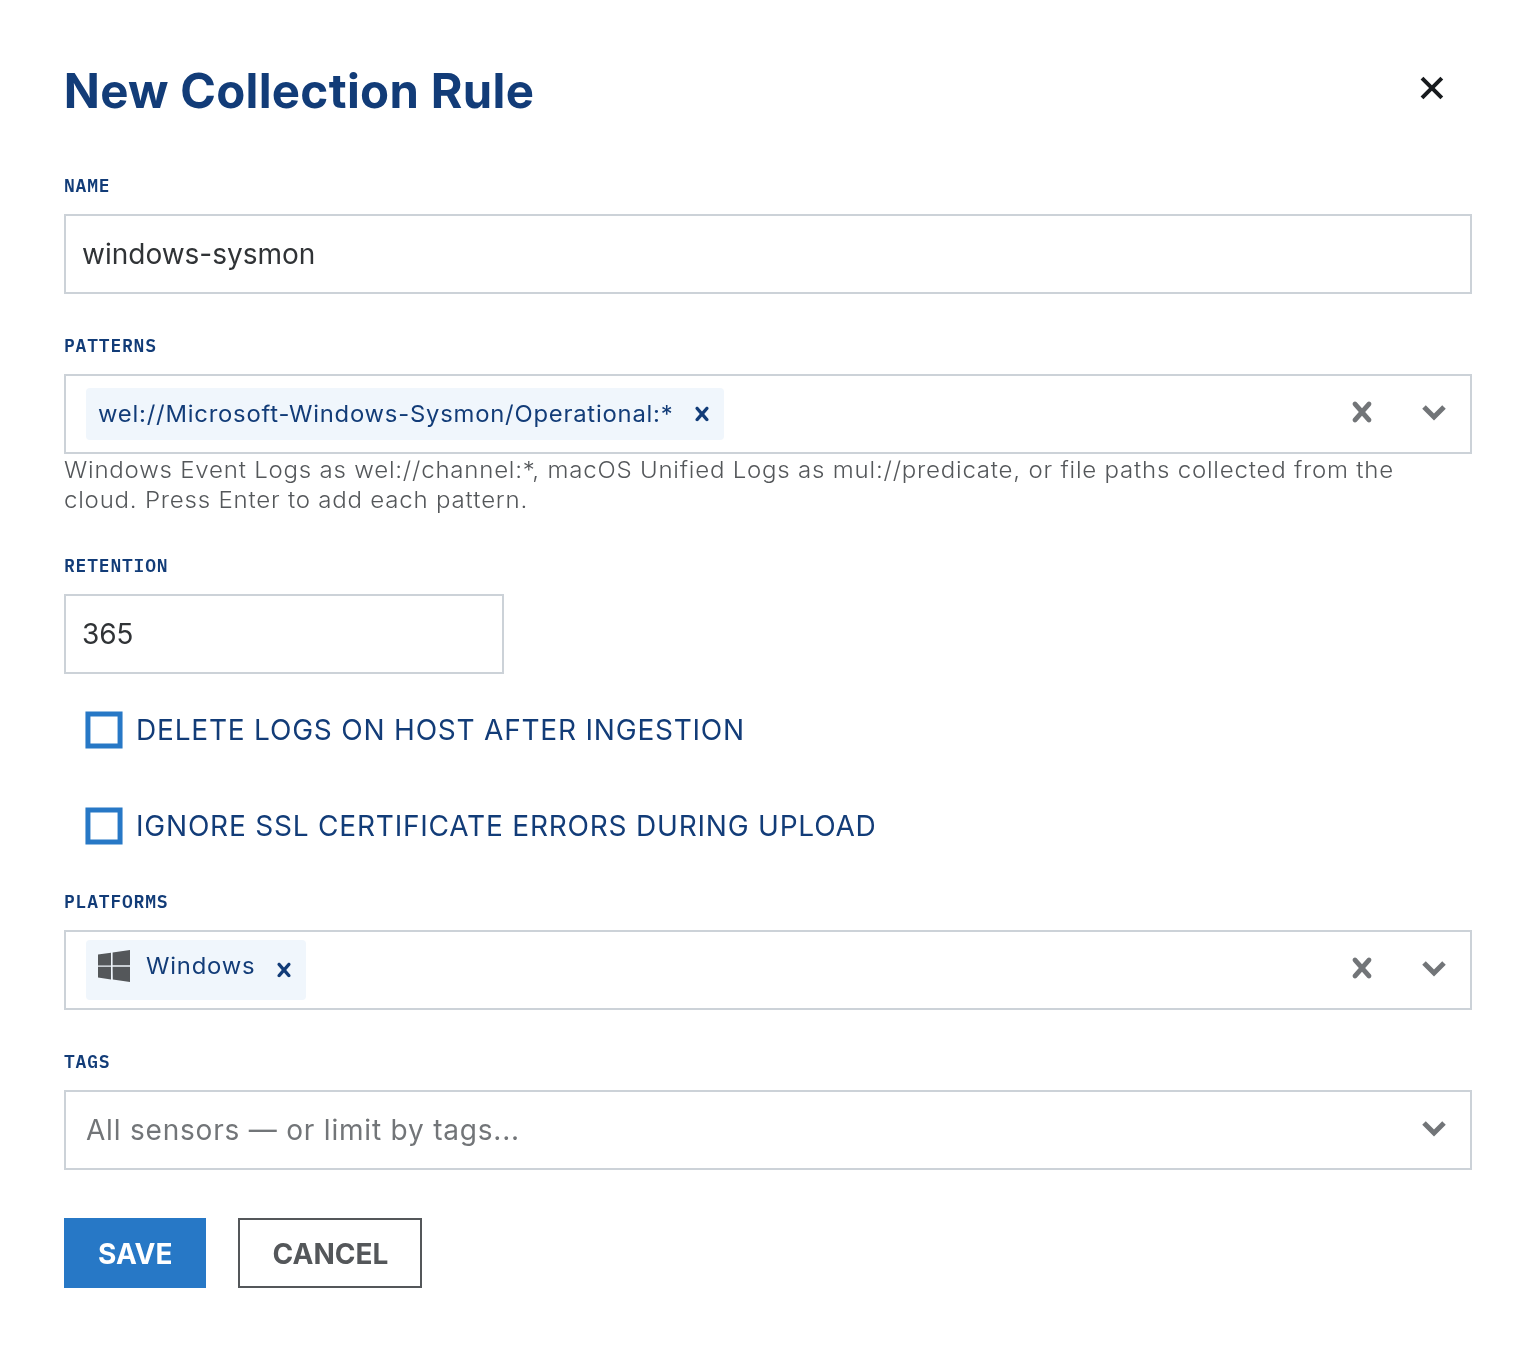 New Collection Rule
NAME
windows-sysmon
PATTERNS
wel://Microsoft-Windows-Sysmon/Operational:*
Windows Event Logs as wel://channel:*, macOS Unified Logs as mul://predicate, or file paths collected from the
cloud. Press Enter to add each pattern.
RETENTION
365
DELETE LOGS ON HOST AFTER INGESTION
IGNORE SSL CERTIFICATE ERRORS DURING UPLOAD
PLATFORMS
Windows
TAGS
All sensors — or limit by tags...
SAVE CANCEL